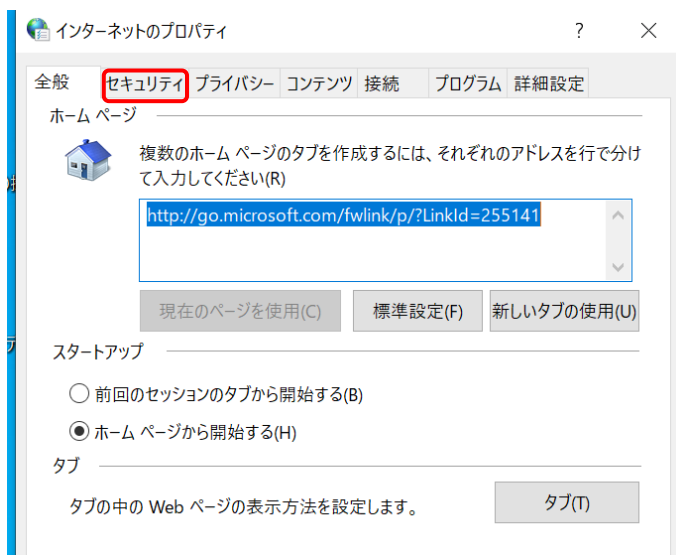 インターネットのプロパティ ?
全般 セキュリティ プライバシー コンテンツ 接続 プログラム 詳細設定
ホーム ページ
複数のホーム ページのタブを作成するには、それぞれのアドレスを行で分け
て入力してください(R)
http://go.microsoft.com/fwlink/p/?LinkId=255141
現在のページを使用(C) 標準設定(F) 新しいタブの使用(U)
スタートアップ
前回のセッションのタブから開始する(B)
ホーム ページから開始する(H)
タブ
タブの中の Web ページの表示方法を設定します。 タブ(T)